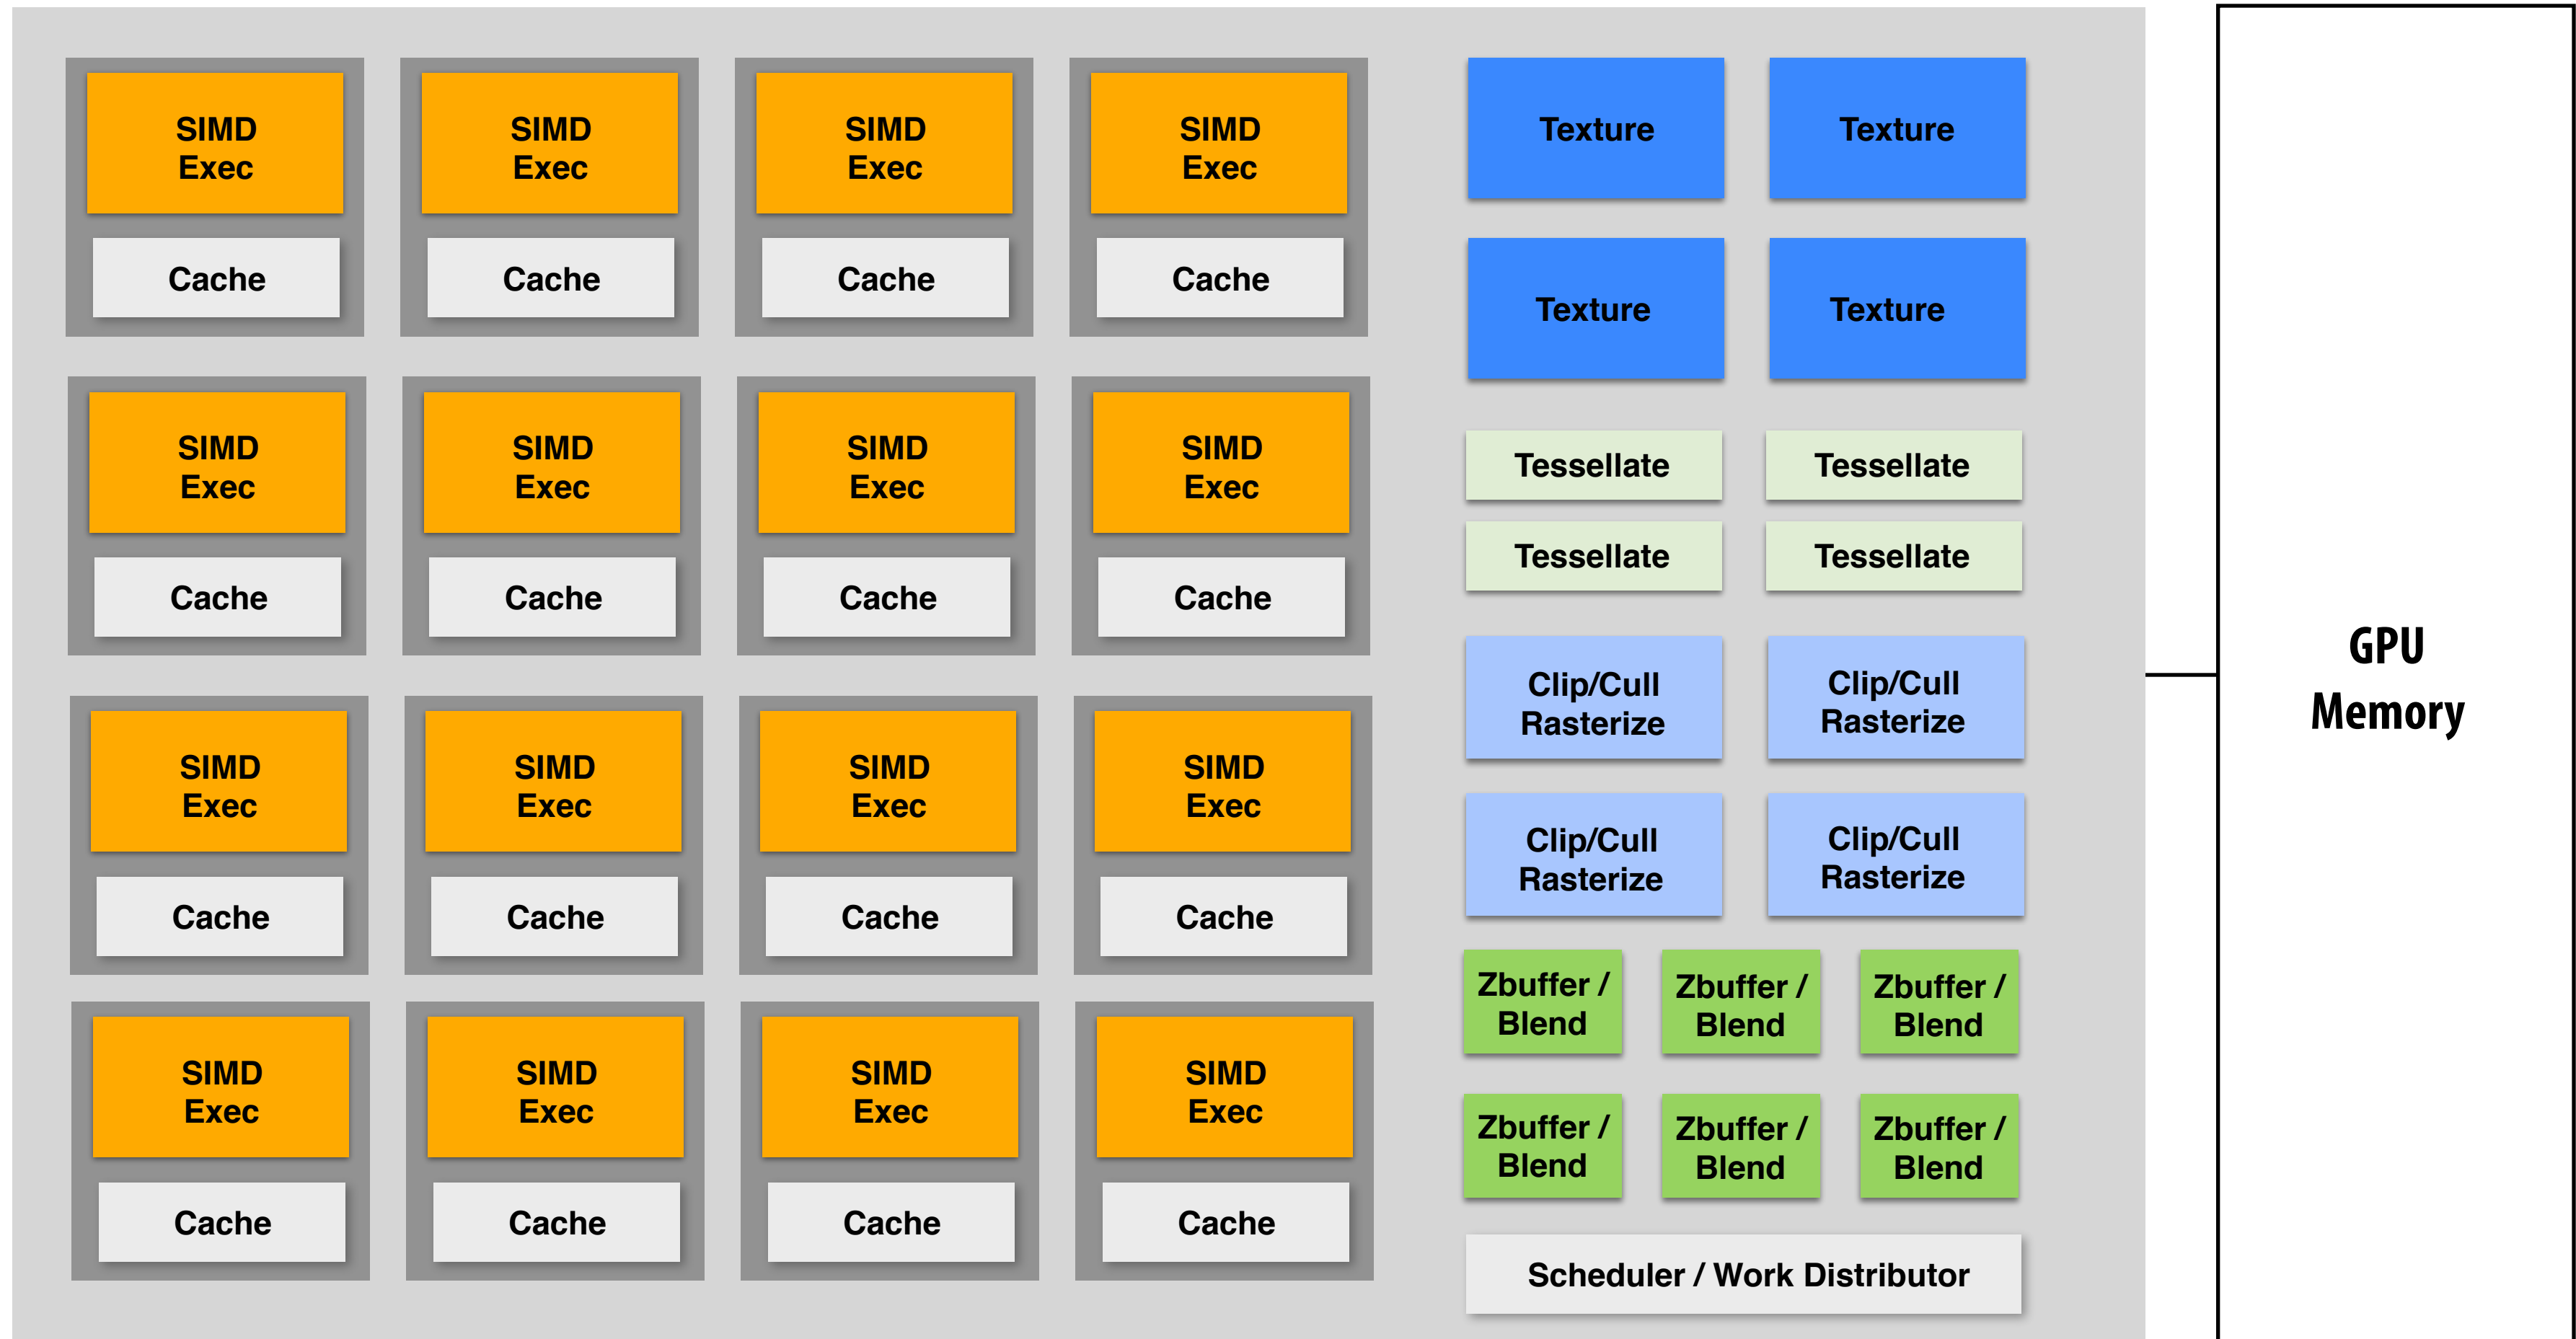 SIMD
Exec
Cache
SIMD
Exec
Cache
SIMD
Exec
Cache
SIMD
Exec
Cache
SIMD
Exec
Cache
SIMD
Exec
Cache
SIMD
Exec
Cache
SIMD
Exec
Cache
SIMD
Exec
Cache
SIMD
Exec
Cache
SIMD
Exec
Cache
SIMD
Exec
Cache
SIMD
Exec
Cache
SIMD
Exec
Cache
SIMD
Exec
Cache
SIMD
Exec
Cache
Texture
Texture
Texture
Texture
Tessellate
Tessellate
Tessellate
Tessellate
Clip/Cull
Rasterize
Clip/Cull
Rasterize
Clip/Cull
Rasterize
Clip/Cull
Rasterize
Zbuffer /
Blend
Zbuffer /
Blend
Zbuffer /
Blend
Zbuffer /
Blend
Zbuffer /
Blend
Zbuffer /
Blend
Scheduler / Work Distributor
GPU
Memory